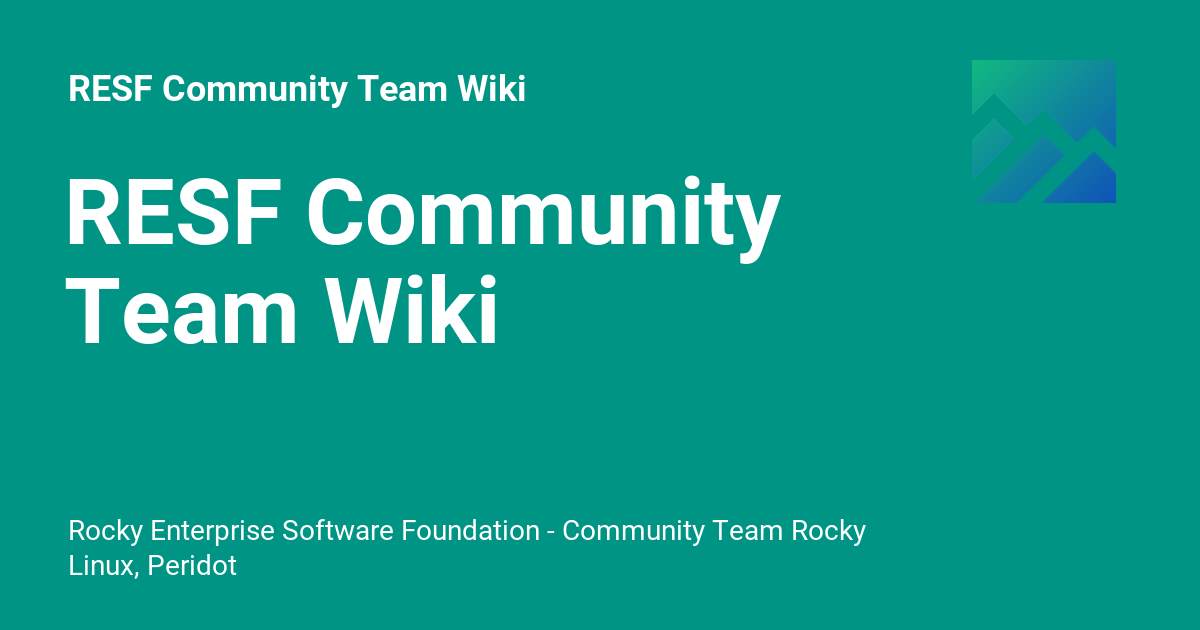 RESF Community Team Wiki
RESF Community
Team Wiki
Rocky Enterprise Software Foundation - Community Team Rocky
Linux, Peridot